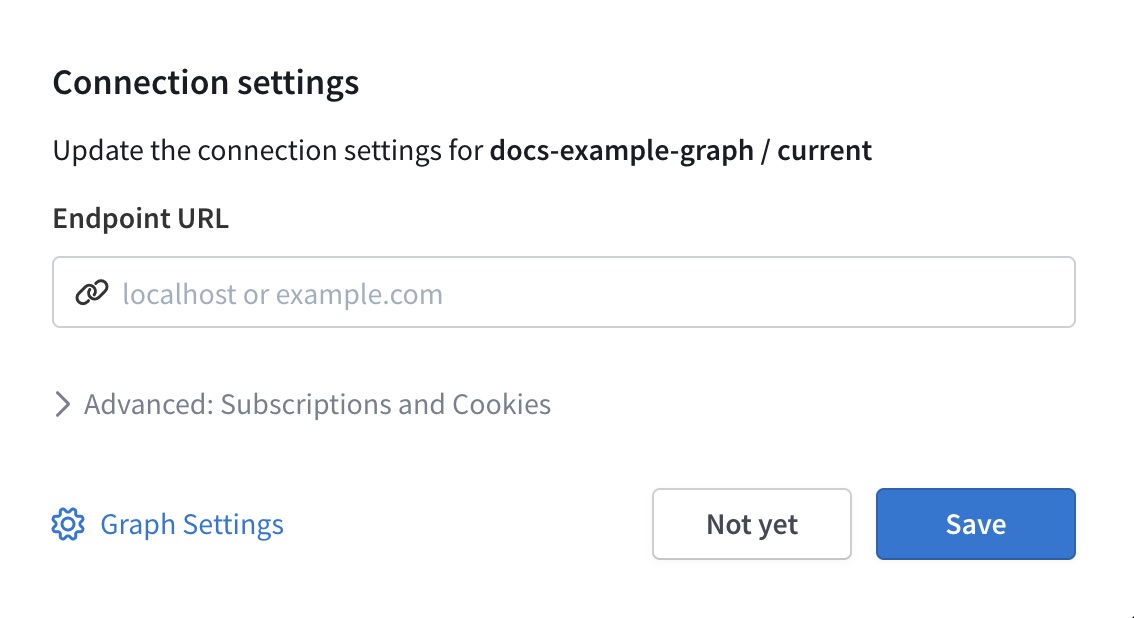 Connection settings
Update the connection settings for docs-example-graph / current
Endpoint URL
localhost or example.com
Advanced: Subscriptions and Cookies
Graph Settings
Not yet
Save